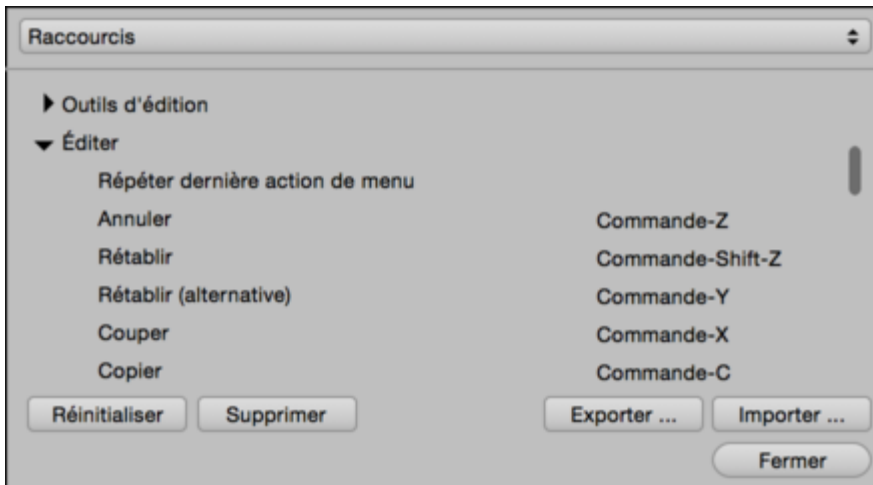 Raccourcis
Outils d'édition
Éditer
Répéter dernière action de menu
Annuler Commande-Z
Rétablir Commande-Shift-Z
Rétablir (alternative) Commande-Y
Couper Commande-X
Copier Commande-C
Réinitialiser Supprimer Exporter ... Importer ...
Fermer